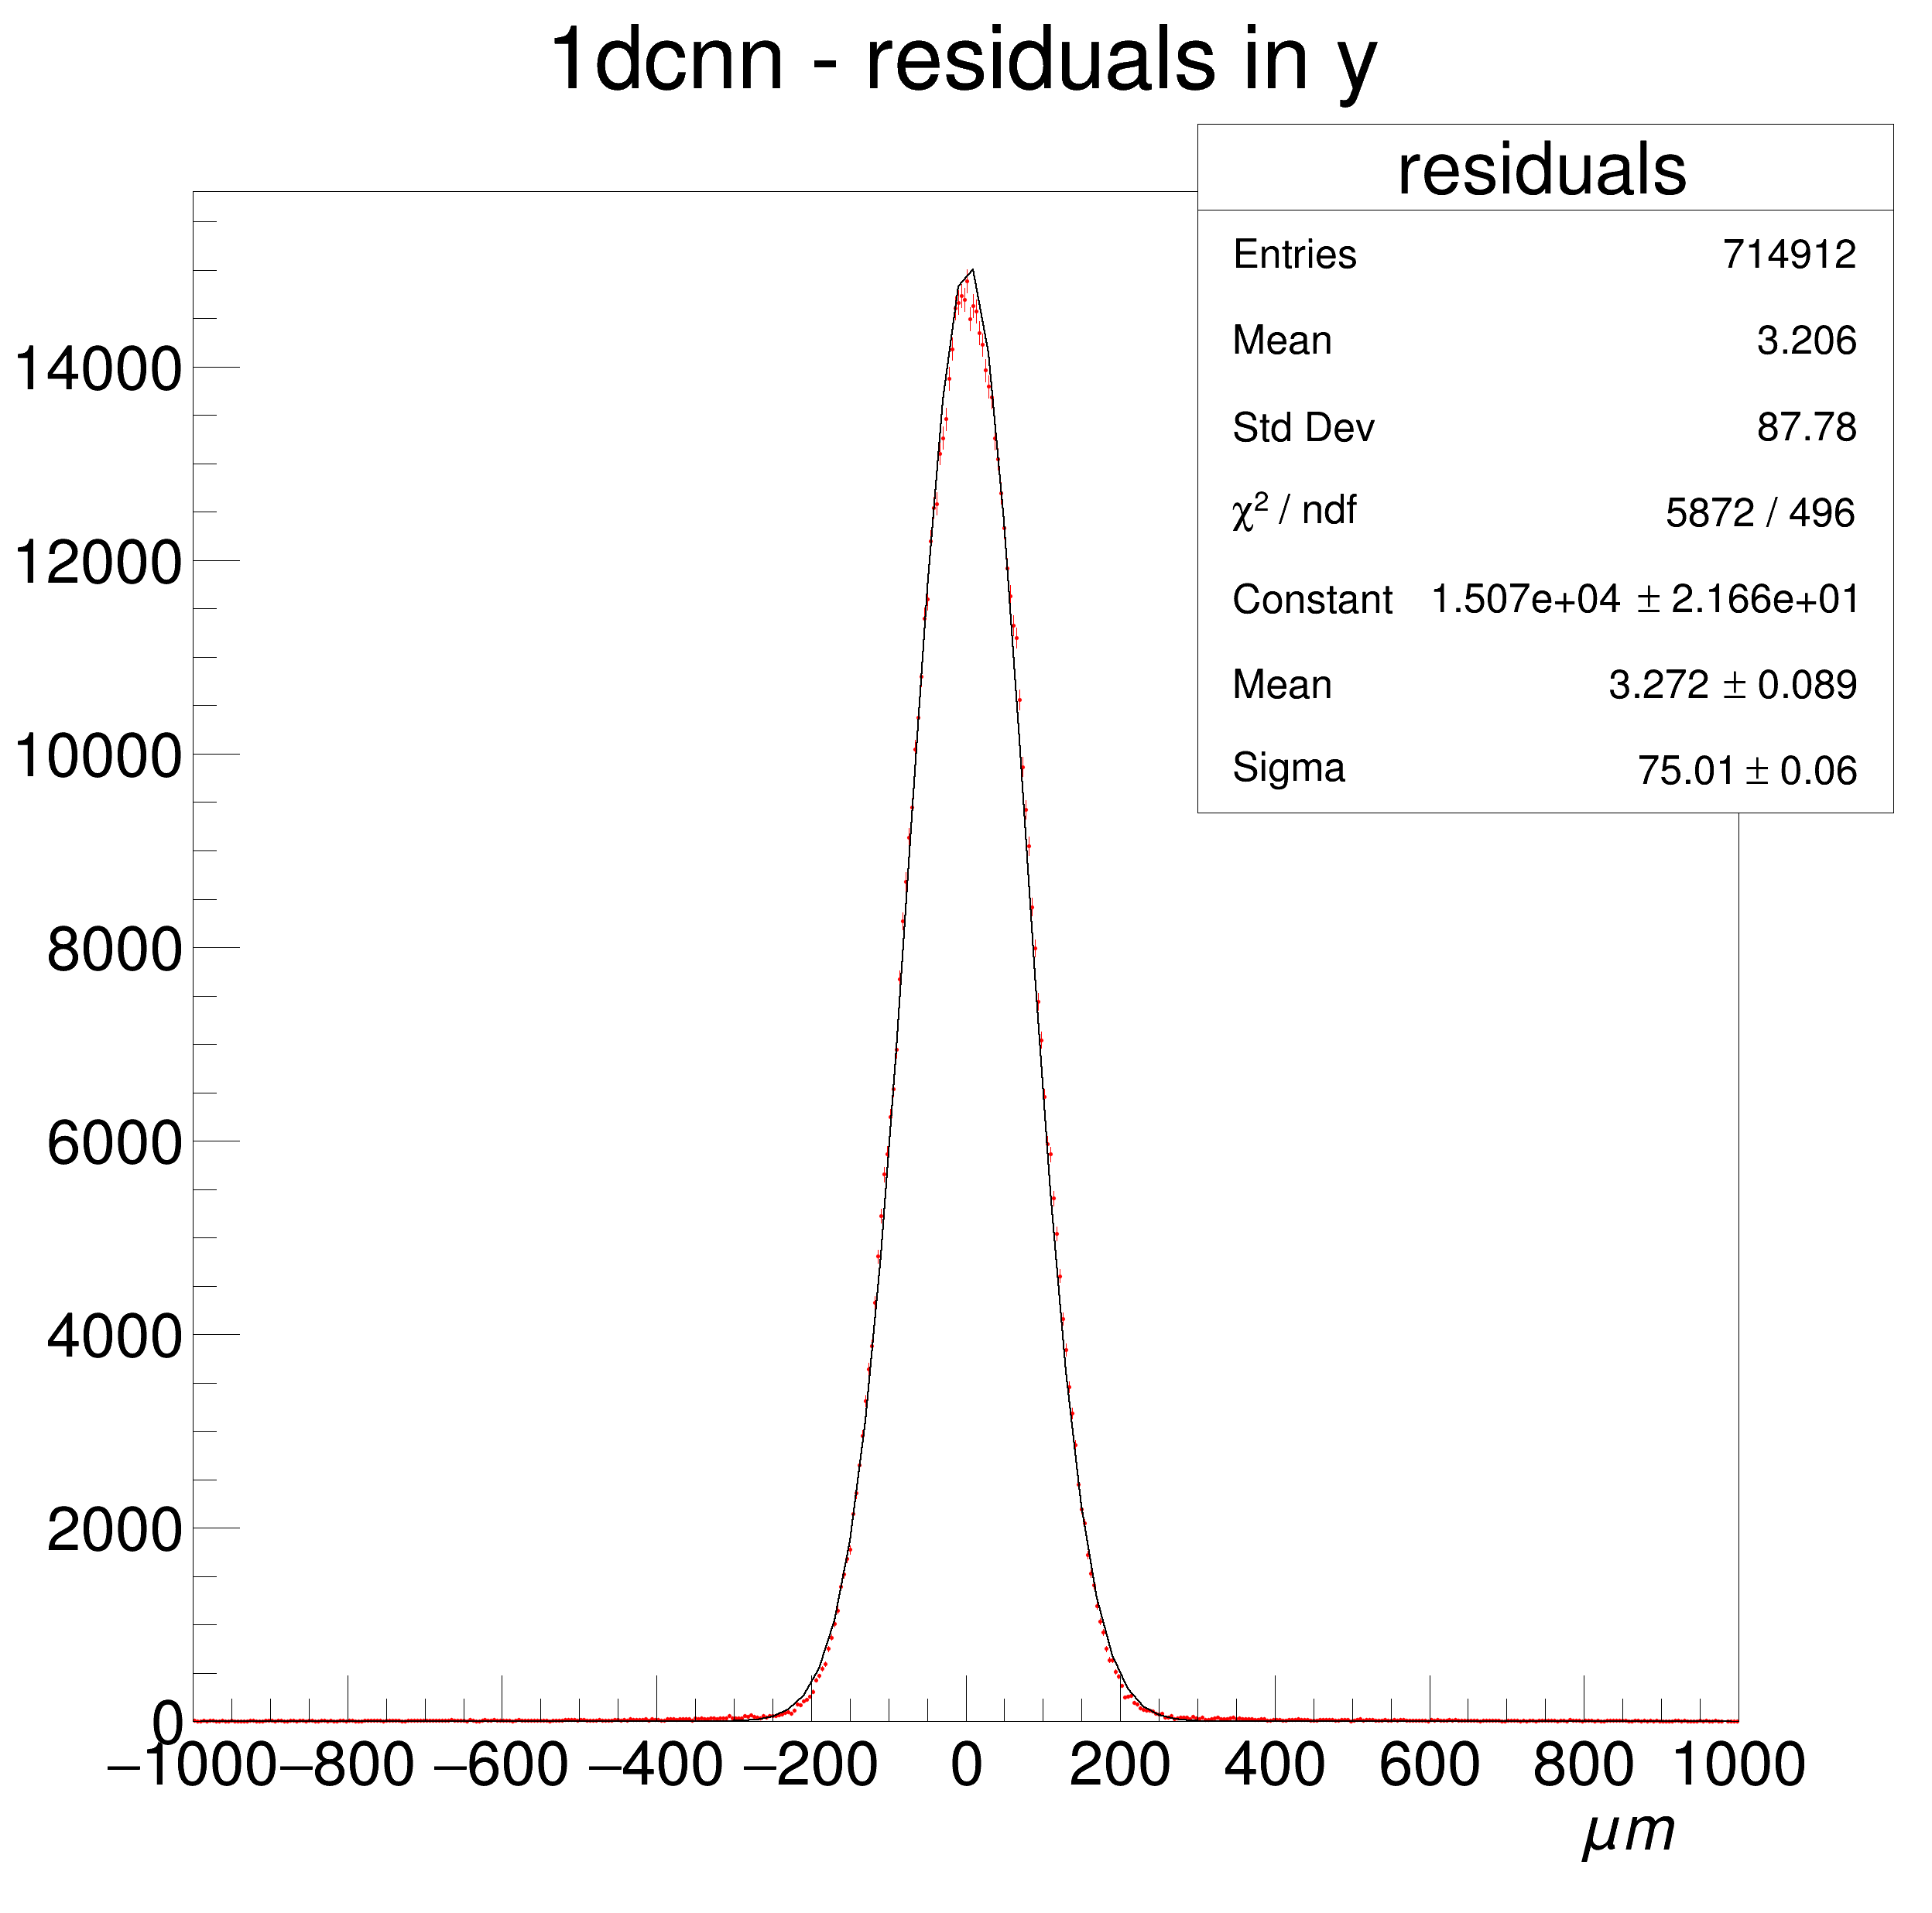 1dcnn - residuals in y
residuals
Entries 714912
Mean 3.206
Std Dev 87.78
χ² / ndf 5872 / 496
Constant 1.507e+04 ± 2.166e+01
Mean 3.272 ± 0.089
Sigma 75.01 ± 0.06
14000
12000
10000
8000
6000
4000
2000
0
−1000 −800 −600 −400 −200 0 200 400 600 800 1000
μm